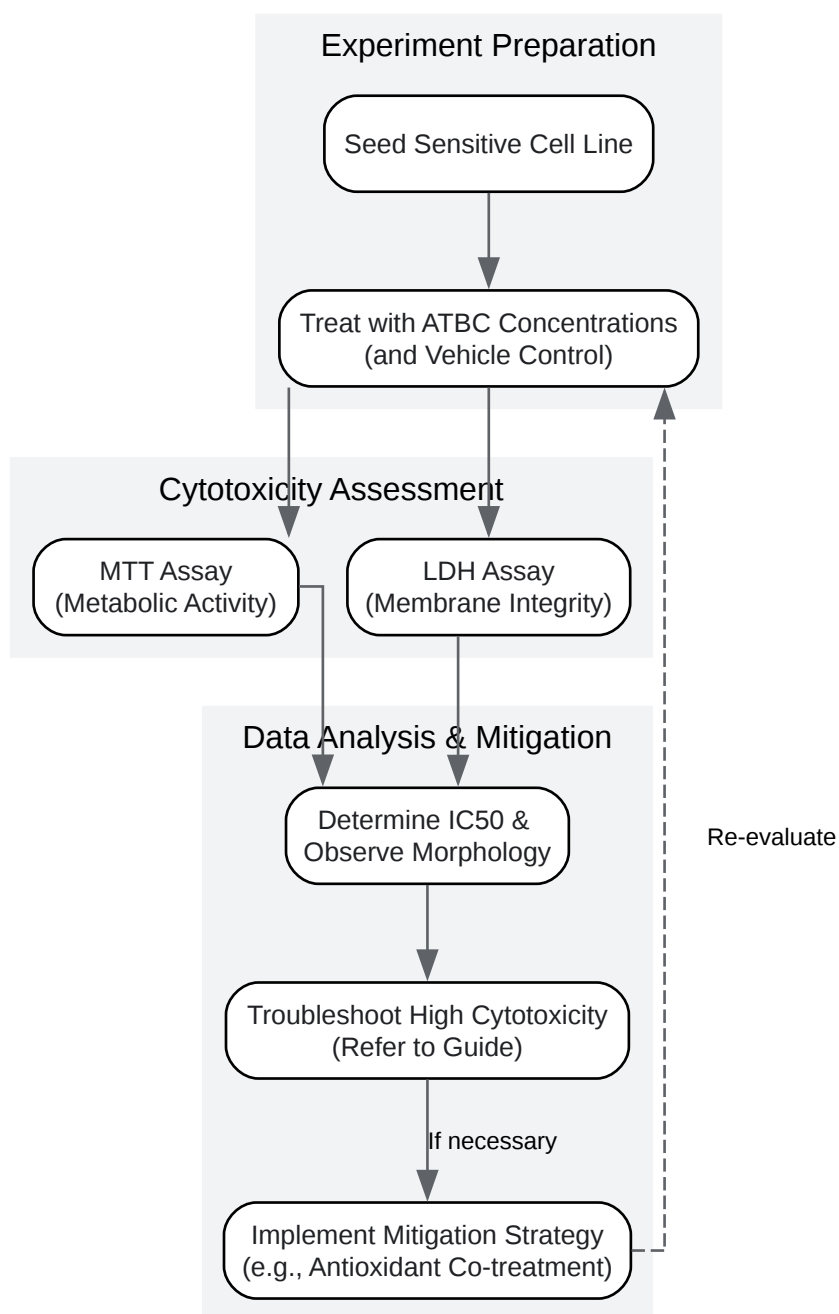 Experiment Preparation
Seed Sensitive Cell Line
Treat with ATBC Concentrations
(and Vehicle Control)
Cytotoxicity Assessment
MTT Assay
(Metabolic Activity)
LDH Assay
(Membrane Integrity)
Data Analysis & Mitigation
Determine IC50 &
Observe Morphology
Re-evaluate
Troubleshoot High Cytotoxicity
(Refer to Guide)
If necessary
Implement Mitigation Strategy
(e.g., Antioxidant Co-treatment)